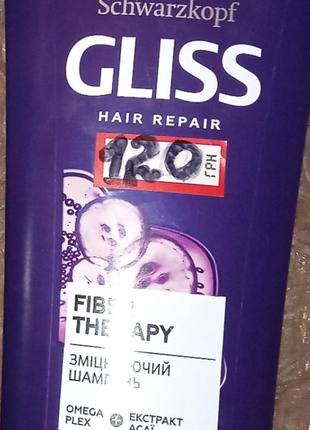 Schwarzkopf
GLISS
HAIR REPAIR
120 ГРН
FIBER
THERAPY
ЗМІЦНЮЮЧИЙ
ШАМПУНЬ
OMEGA PLEX
ЕКСТРАКТ АСАЇ